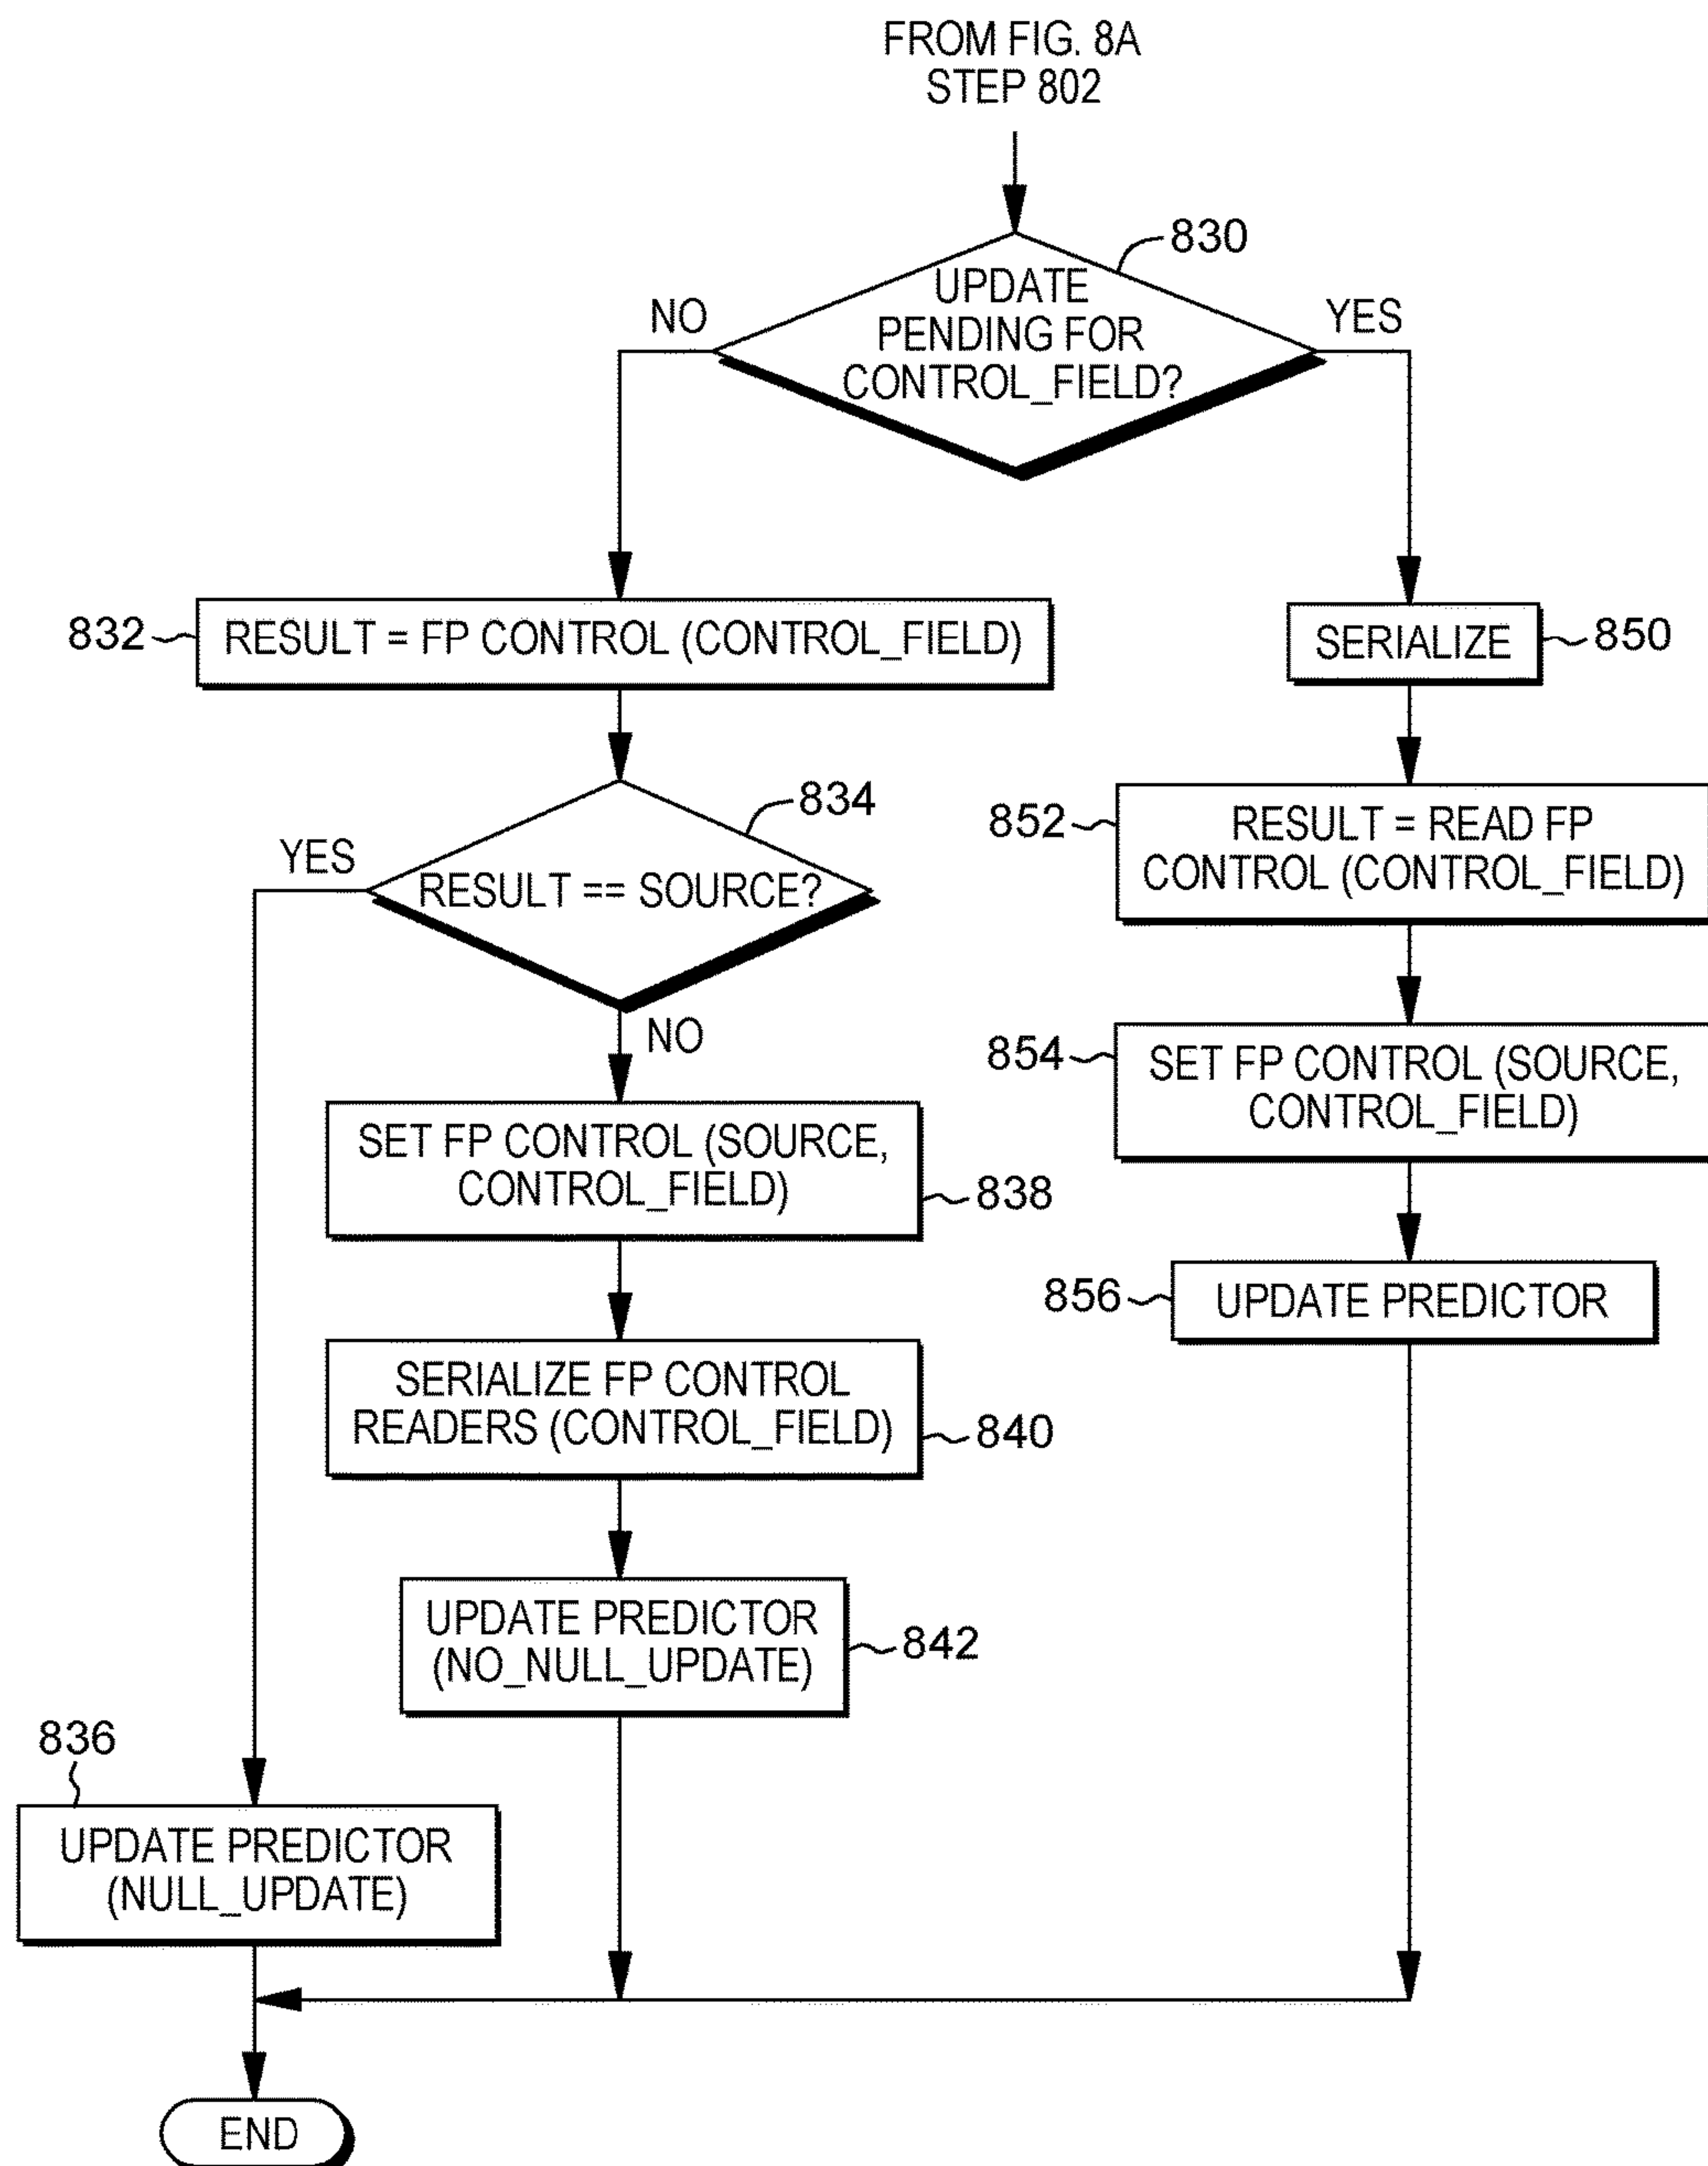 FROM FIG. 8A
STEP 802
830
UPDATE
PENDING FOR
CONTROL_FIELD?
NO
YES
832
RESULT = FP CONTROL (CONTROL_FIELD)
SERIALIZE
850
834
YES
RESULT == SOURCE?
NO
852
RESULT = READ FP
CONTROL (CONTROL_FIELD)
854
SET FP CONTROL (SOURCE,
CONTROL_FIELD)
SET FP CONTROL (SOURCE,
CONTROL_FIELD)
838
856
UPDATE PREDICTOR
SERIALIZE FP CONTROL
READERS (CONTROL_FIELD)
840
UPDATE PREDICTOR
(NO_NULL_UPDATE)
842
836
UPDATE PREDICTOR
(NULL_UPDATE)
END